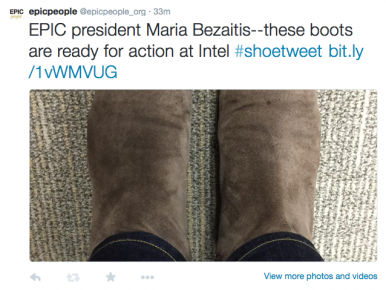 EPIC people epicpeople @epicpeople_org · 33m
EPIC president Maria Bezaitis--these boots
are ready for action at Intel #shoetweet bit.ly
/1vWMVUG
View more photos and videos